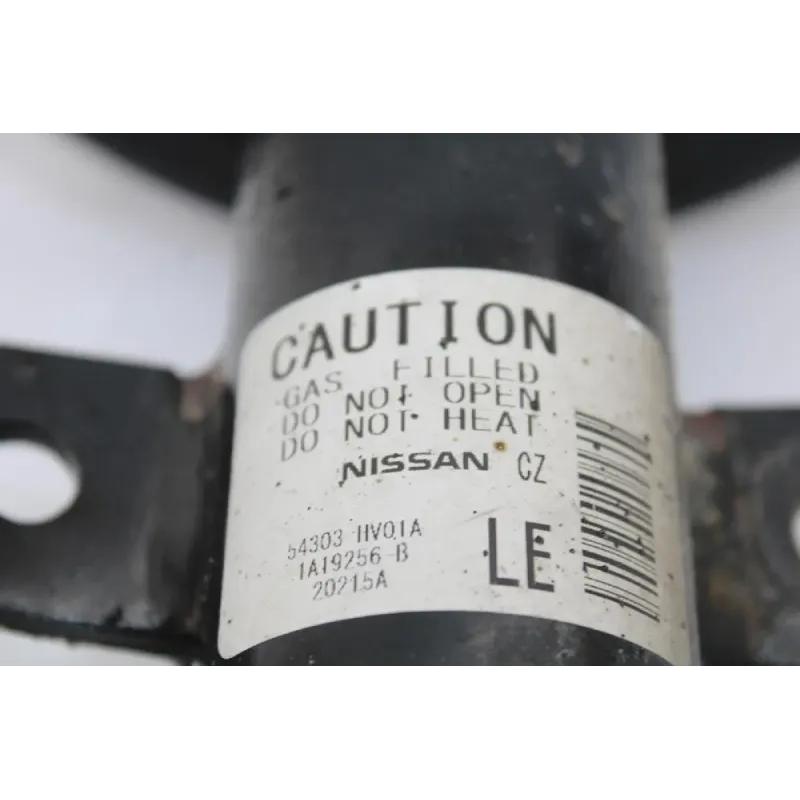 CAUTION
GAS FILLED
DO NOT OPEN
DO NOT HEAT
NISSAN CZ
54303 HV01A
1A19256-B
20215A
LE